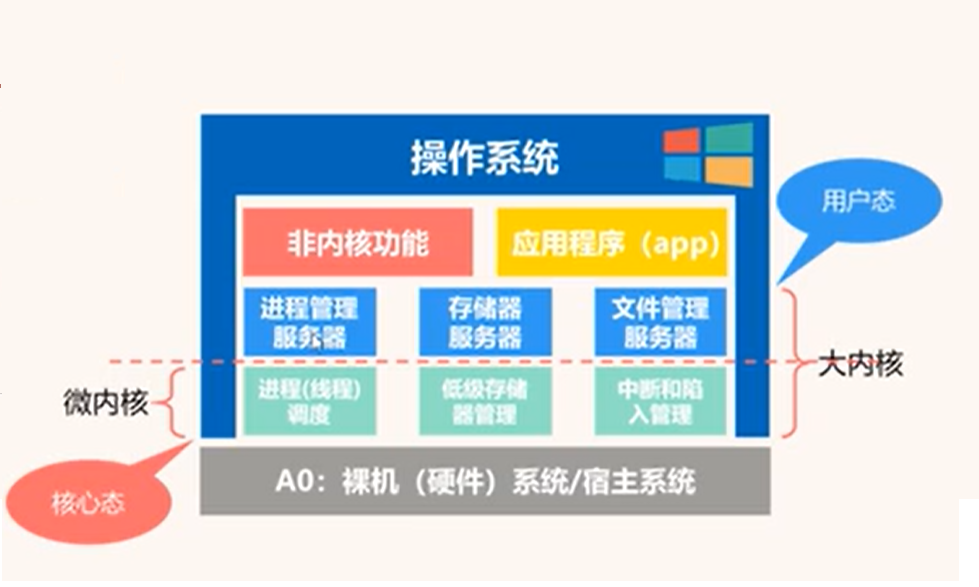 操作系统
用户态
非内核功能
应用程序（app）
进程管理
服务器
存储器
服务器
文件管理
服务器
大内核
微内核
进程(线程)
调度
低级存储
器管理
中断和陷
入管理
核心态
A0：裸机（硬件）系统/宿主系统